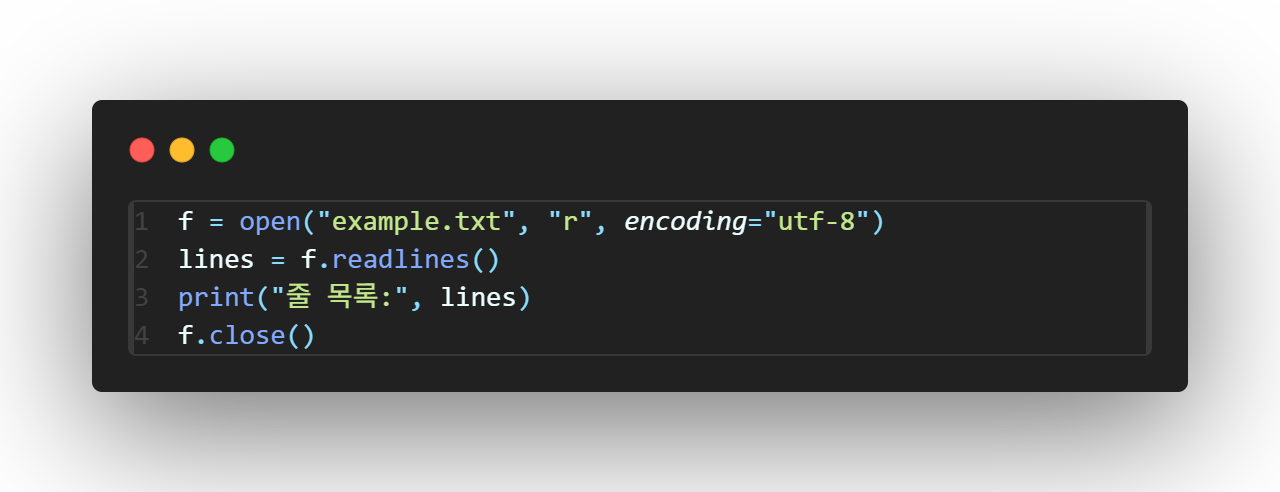 1 f = open("example.txt", "r", encoding="utf-8")
2 lines = f.readlines()
3 print("줄 목록:", lines)
4 f.close()